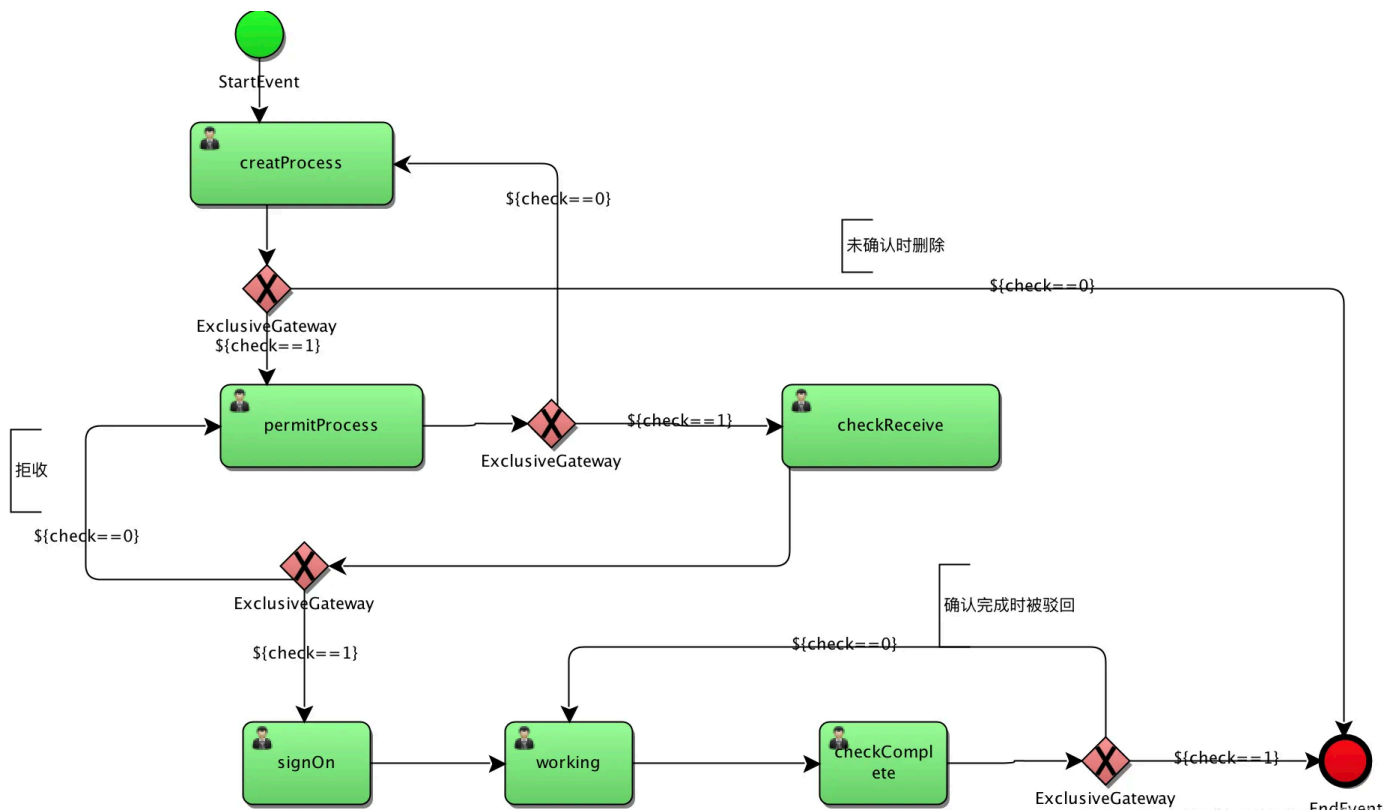 StartEvent
creatProcess
${check==0}
未确认时删除
${check==0}
ExclusiveGateway
${check==1}
permitProcess
${check==1}
checkReceive
ExclusiveGateway
拒收
${check==0}
ExclusiveGateway
确认完成时被驳回
${check==0}
${check==1}
signOn
working
checkCompl
ete
${check==1}
ExclusiveGateway
EndEvent